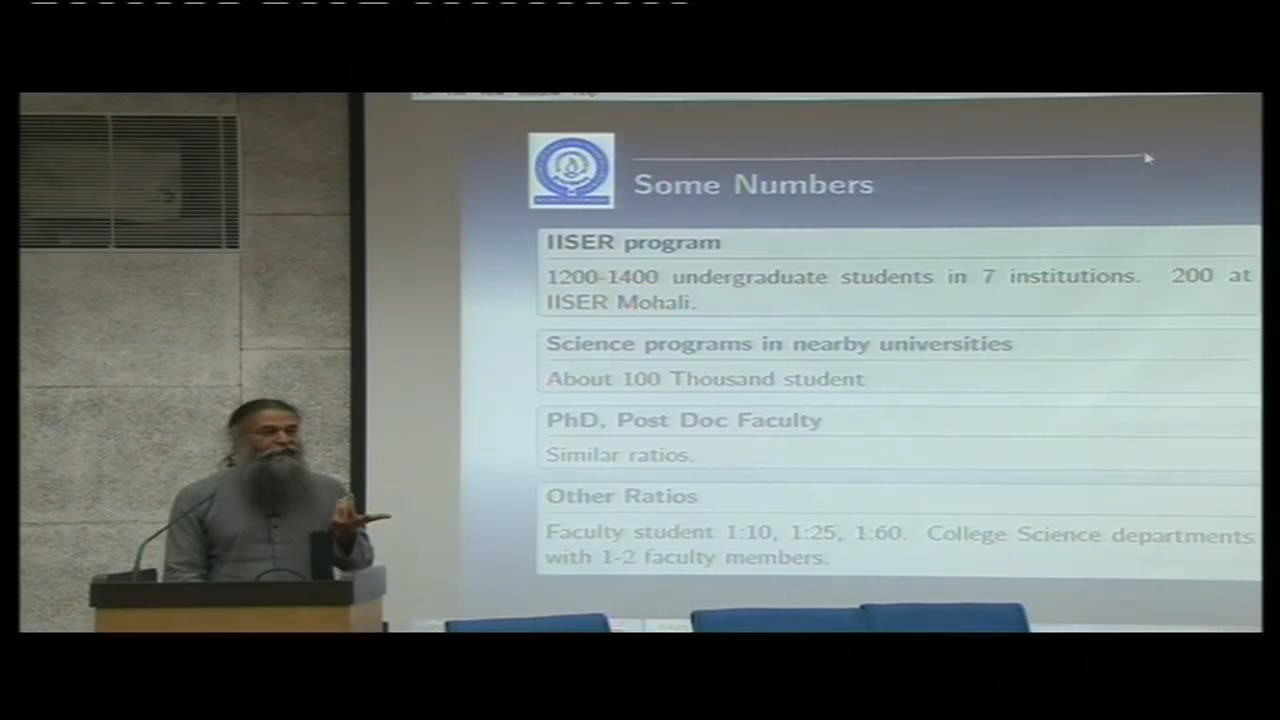 Some Numbers
IISER program
1200-1400 undergraduate students in 7 institutions. 200 at
IISER Mohali.
Science programs in nearby universities
About 100 Thousand student
PhD, Post Doc Faculty
Similar ratios.
Other Ratios
Faculty student 1:10, 1:25, 1:60. College Science departments
with 1-2 faculty members.